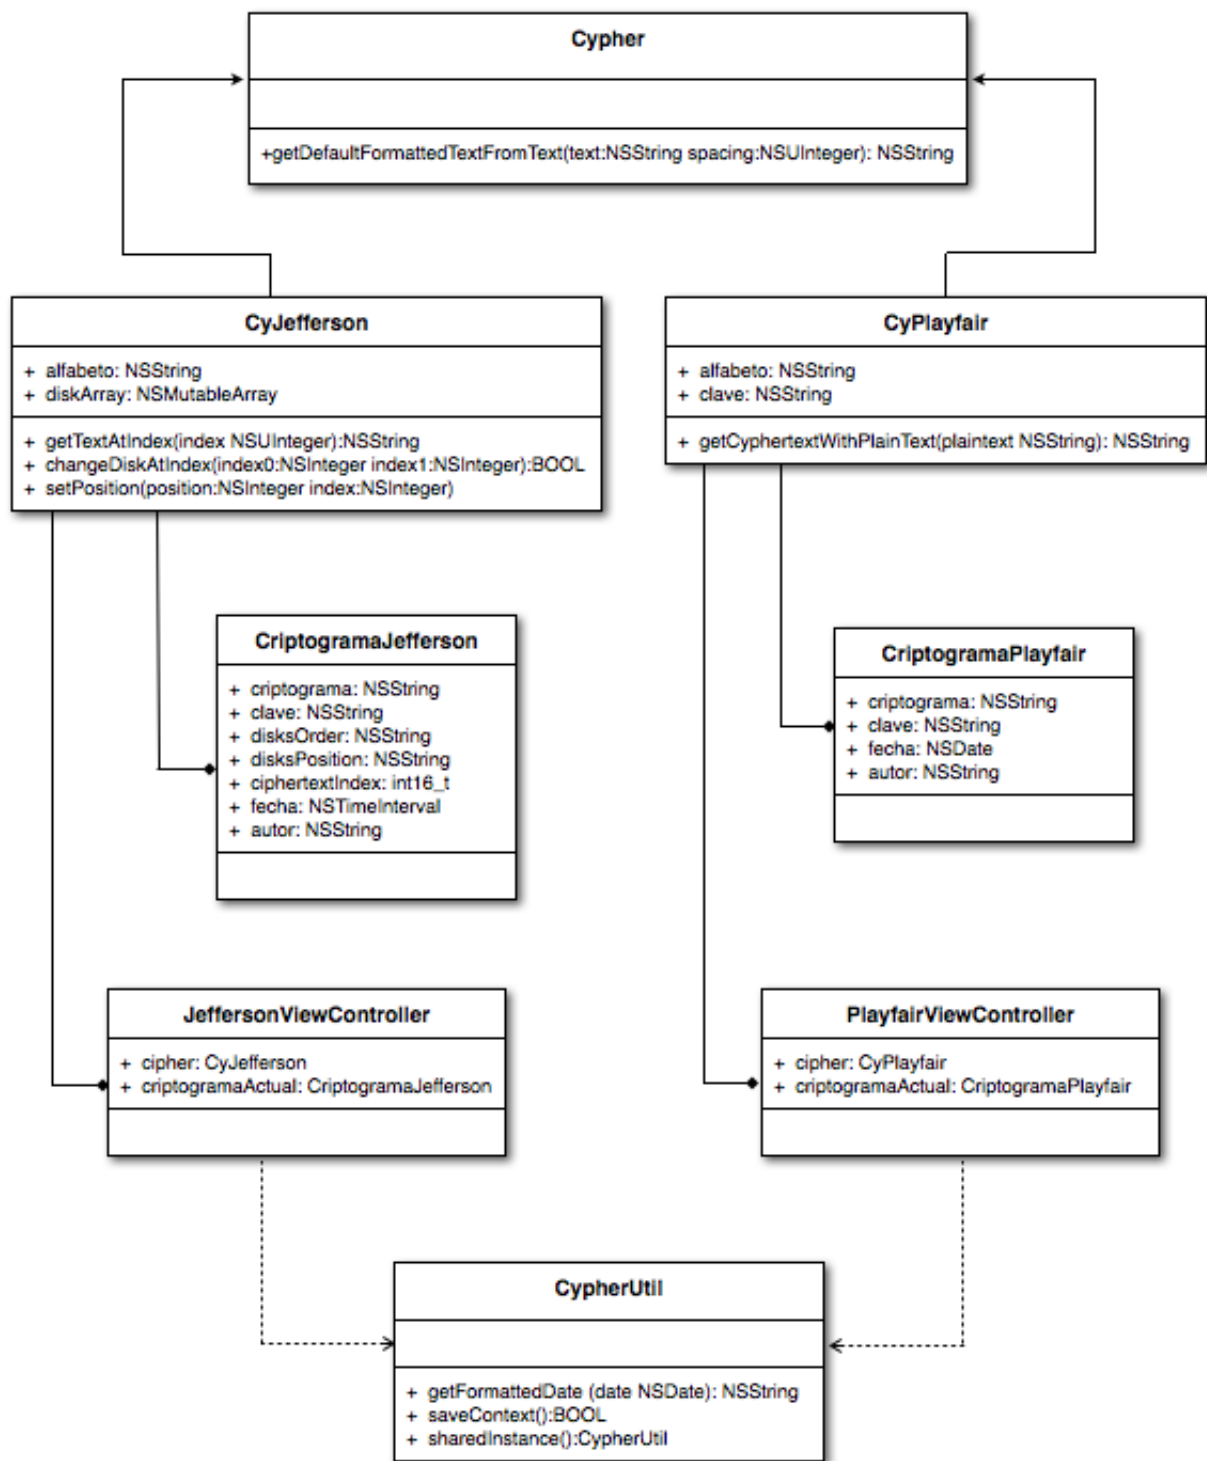 Cypher
+getDefaultFormattedTextFromText(text:NSString spacing:NSUInteger): NSString
CyJefferson
+ alfabeto: NSString
+ diskArray: NSMutableArray
+ getTextAtIndex(index NSUInteger):NSString
+ changeDiskAtIndex(index0:NSInteger index1:NSInteger):BOOL
+ setPosition(position:NSInteger index:NSInteger)
CyPlayfair
+ alfabeto: NSString
+ clave: NSString
+ getCyphertextWithPlainText(plaintext NSString): NSString
CriptogramaJefferson
+ criptograma: NSString
+ clave: NSString
+ disksOrder: NSString
+ disksPosition: NSString
+ ciphertextIndex: int16_t
+ fecha: NSTimeInterval
+ autor: NSString
CriptogramaPlayfair
+ criptograma: NSString
+ clave: NSString
+ fecha: NSDate
+ autor: NSString
JeffersonViewController
+ cipher: CyJefferson
+ criptogramaActual: CriptogramaJefferson
PlayfairViewController
+ cipher: CyPlayfair
+ criptogramaActual: CriptogramaPlayfair
CypherUtil
+ getFormattedDate (date NSDate): NSString
+ saveContext():BOOL
+ sharedInstance():CypherUtil